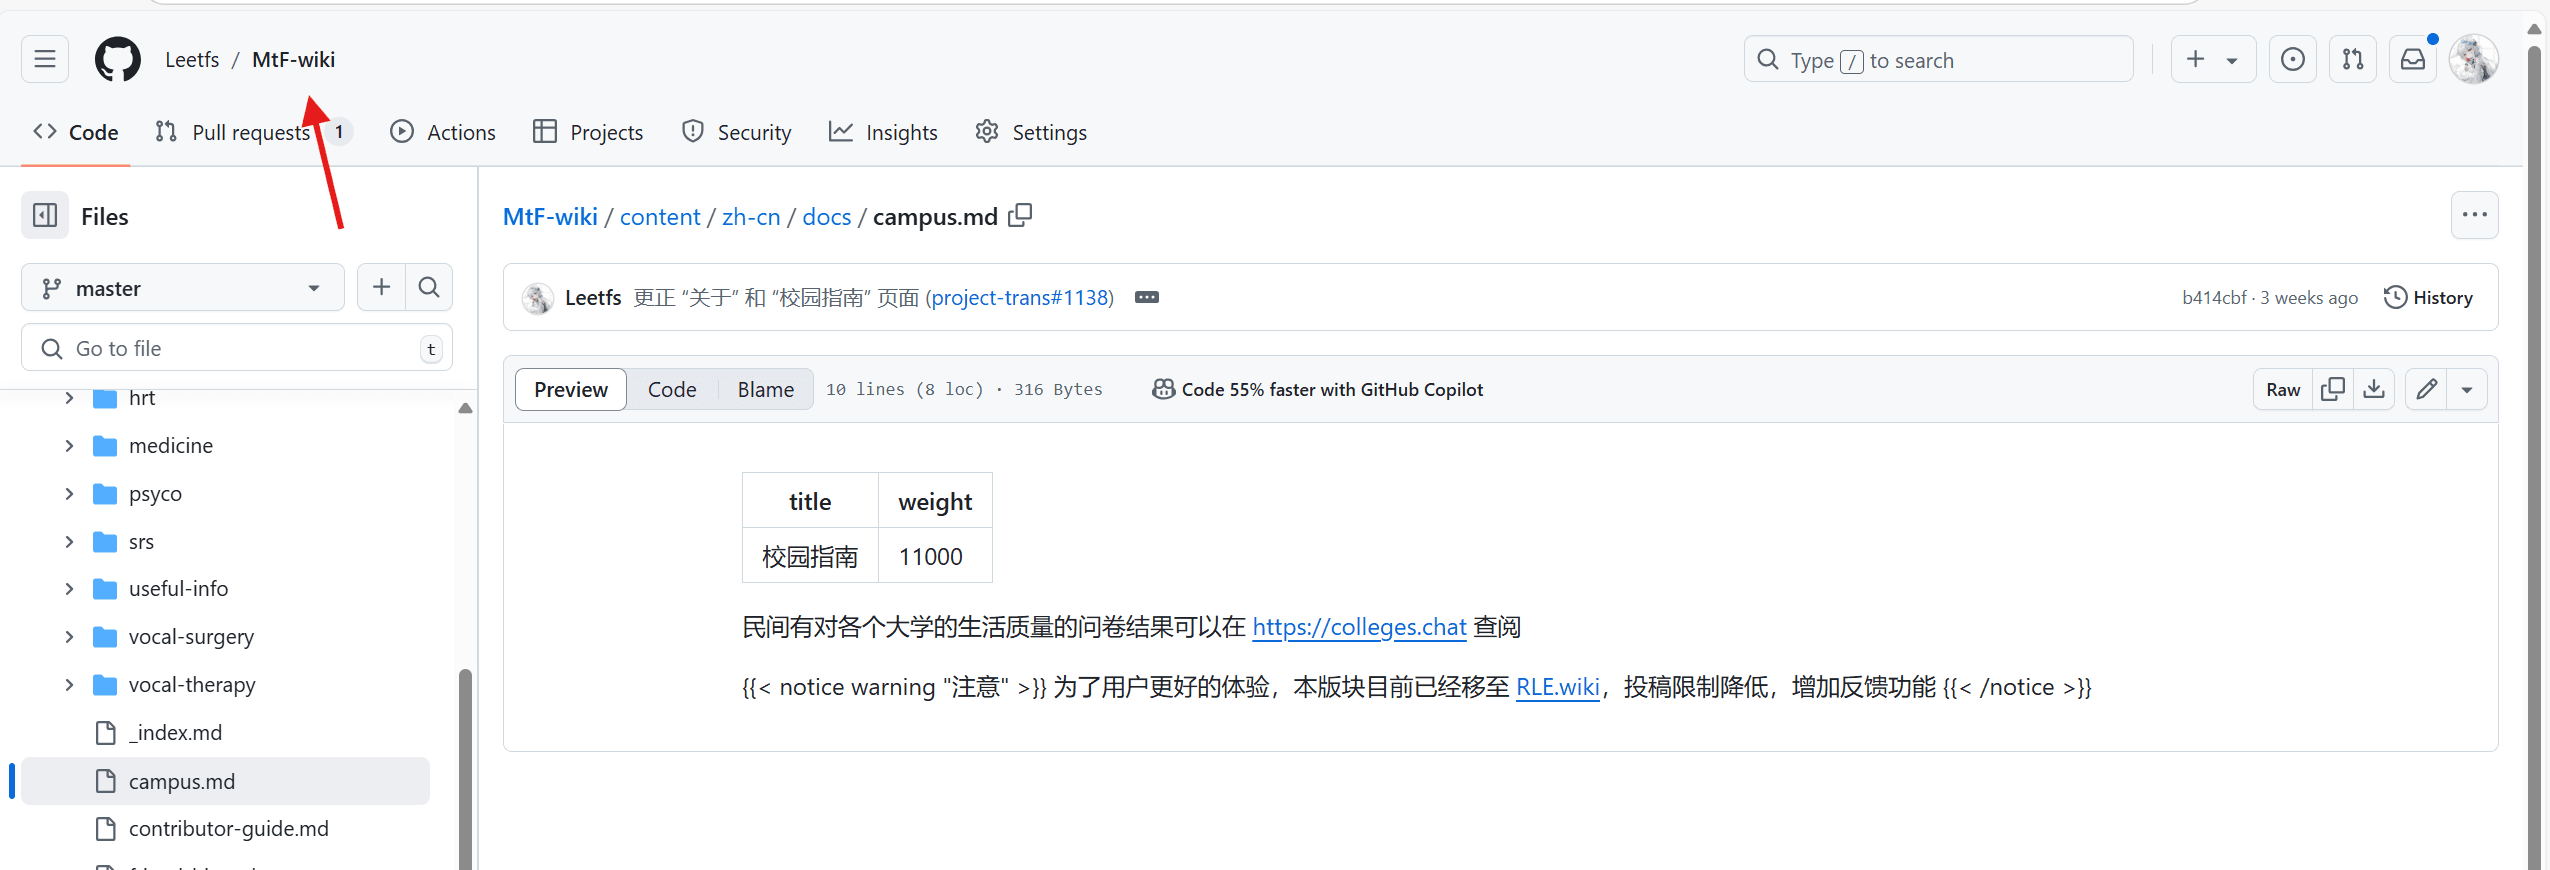 Leetfs / MtF-wiki
Type / to search
Code
Pull requests 1
Actions
Projects
Security
Insights
Settings
Files
master
Go to file t
hrt
medicine
psyco
srs
useful-info
vocal-surgery
vocal-therapy
_index.md
campus.md
contributor-guide.md
MtF-wiki / content / zh-cn / docs / campus.md
Leetfs 更正 “关于” 和 “校园指南” 页面 (project-trans#1138)
b414cbf · 3 weeks ago
History
Preview Code Blame
10 lines (8 loc) · 316 Bytes
Code 55% faster with GitHub Copilot
Raw
title weight
校园指南 11000
民间有对各个大学的生活质量的问卷结果可以在 https://colleges.chat 查阅
{{< notice warning "注意" >}} 为了用户更好的体验，本版块目前已经移至 RLE.wiki，投稿限制降低，增加反馈功能 {{< /notice >}}